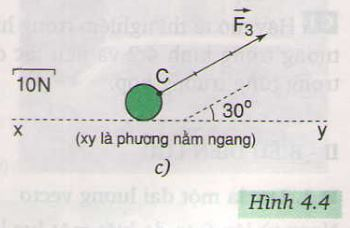 F₃
C
10N
30°
x
y
(xy là phương nằm ngang)
c)
Hình 4.4